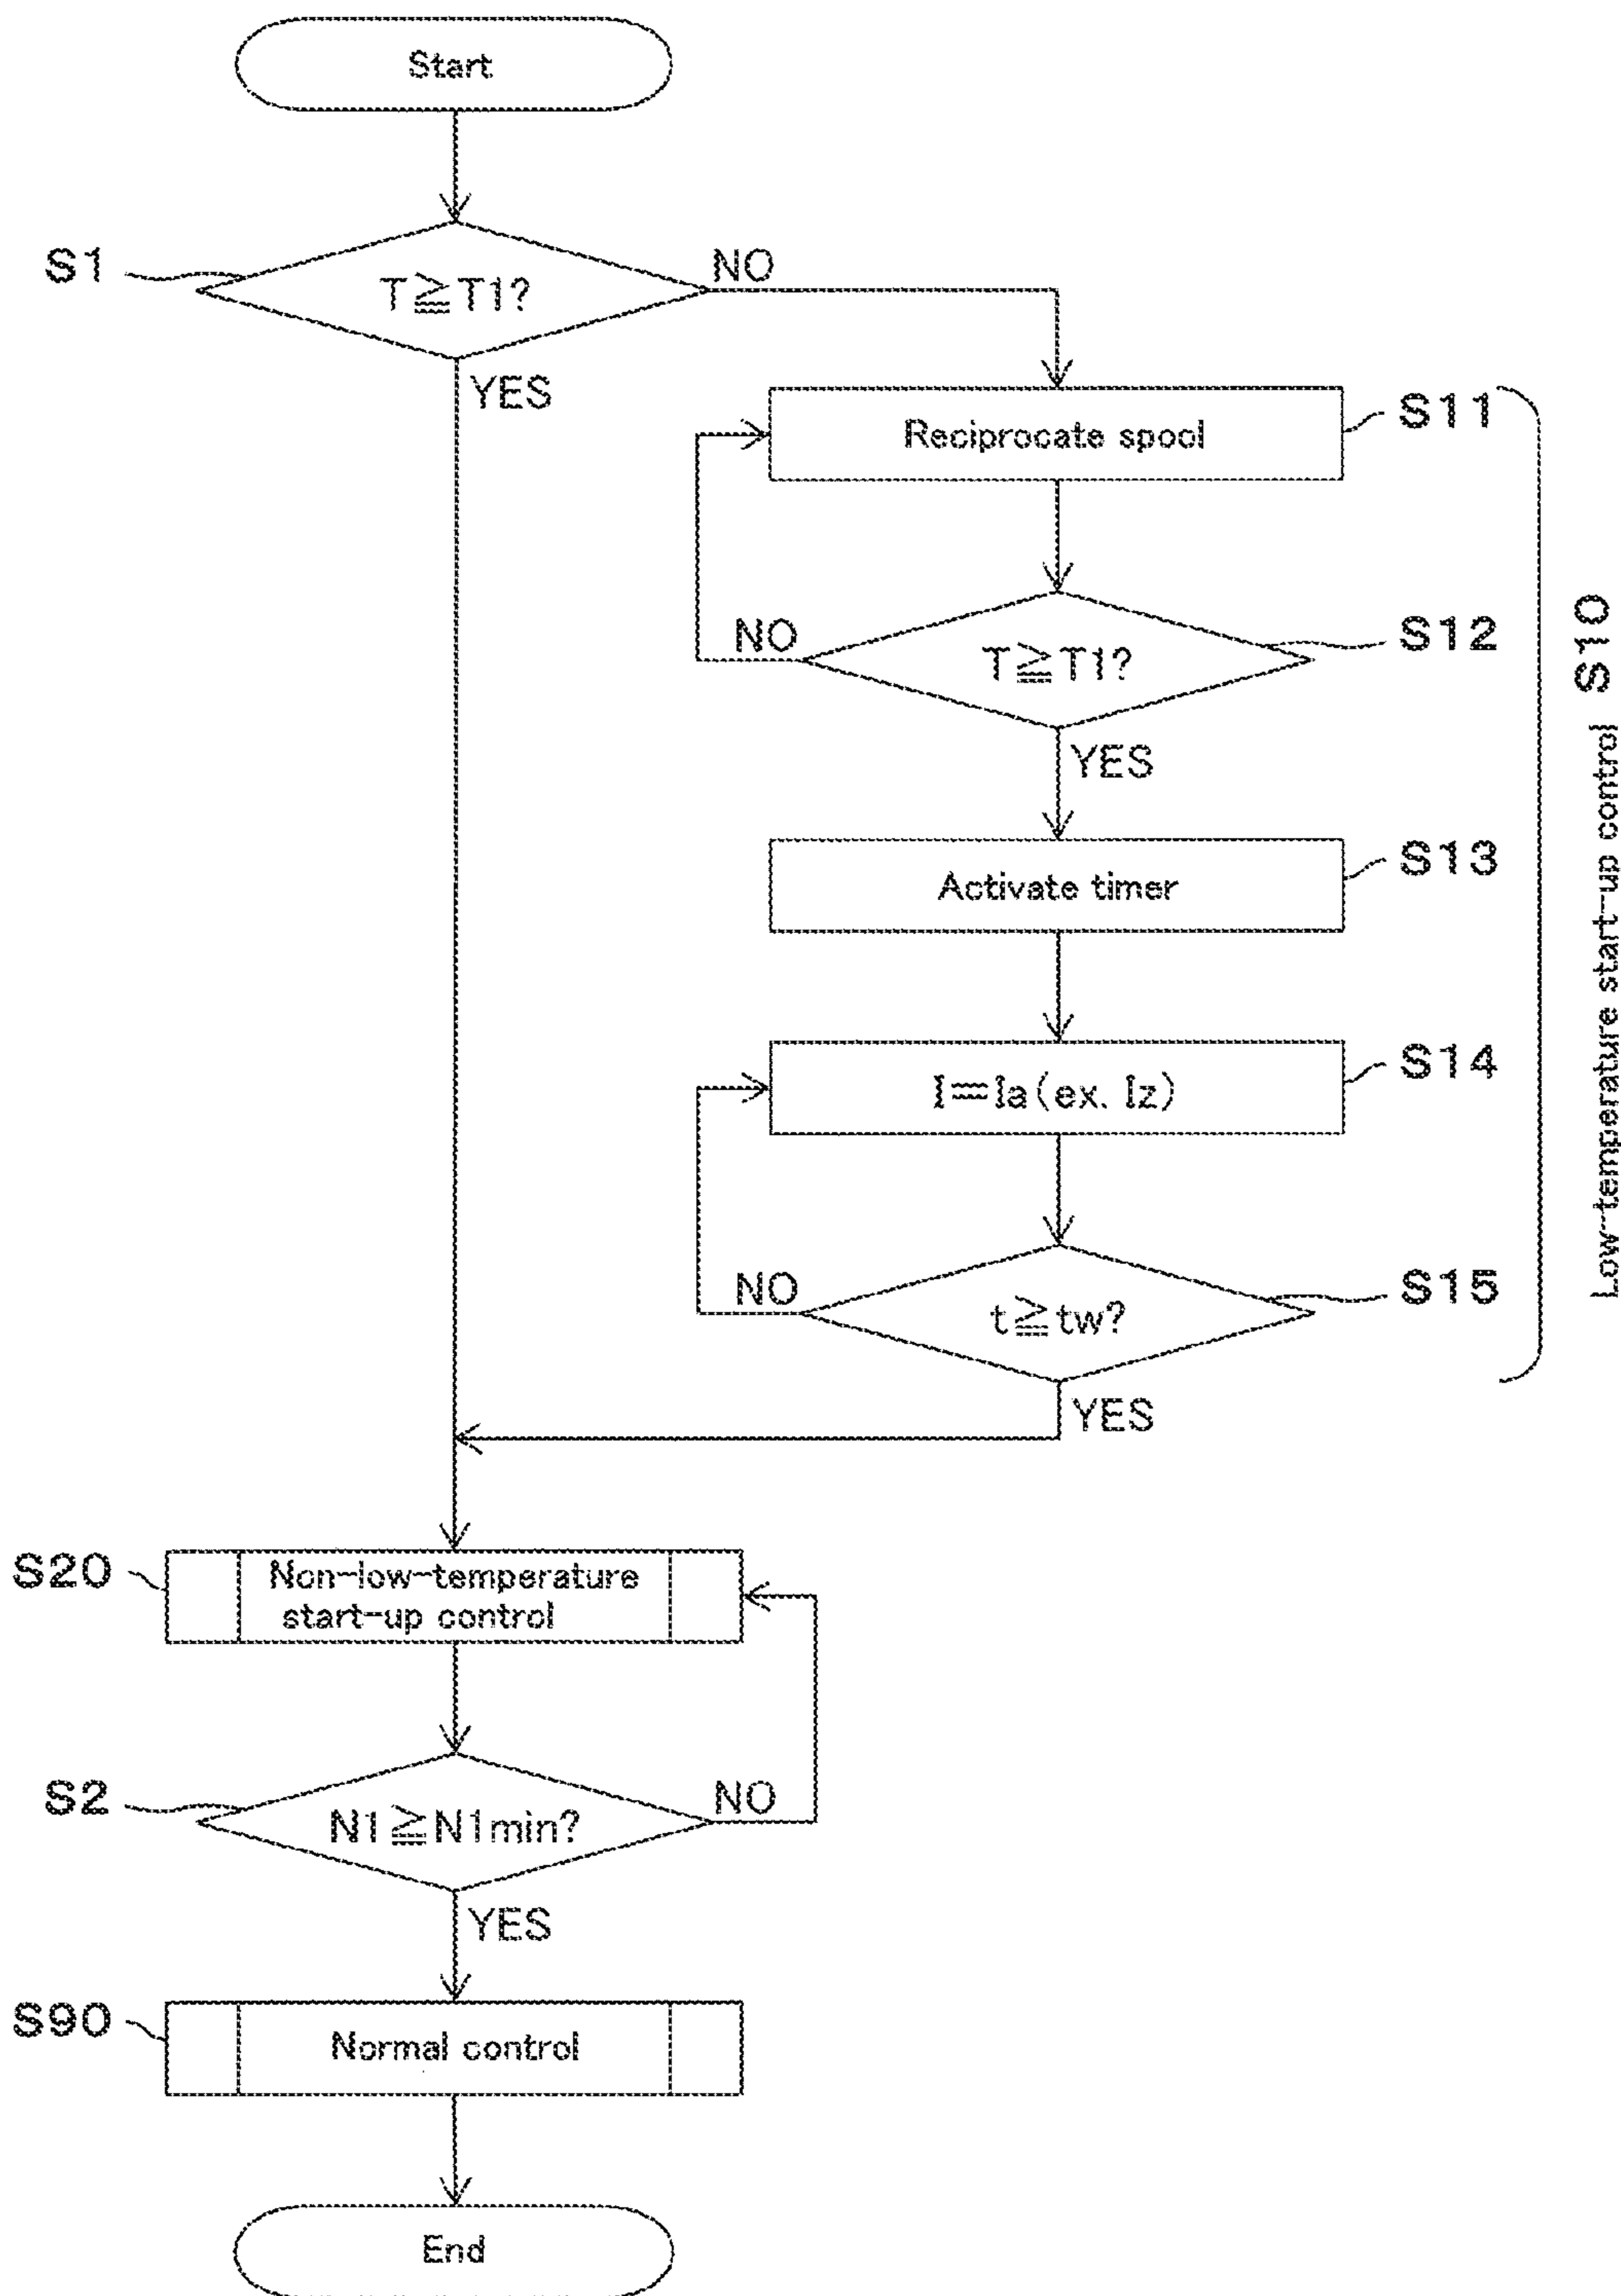 Start
S1
T≧T1?
NO
YES
Reciprocate spool
S11
T≧T1?
S12
NO
YES
Activate timer
S13
I=Ia(ex. Iz)
S14
t≧tw?
S15
NO
YES
Low-temperature start-up control S10
S20
Non-low-temperature
start-up control
S2
N1≧N1min?
NO
YES
S90
Normal control
End